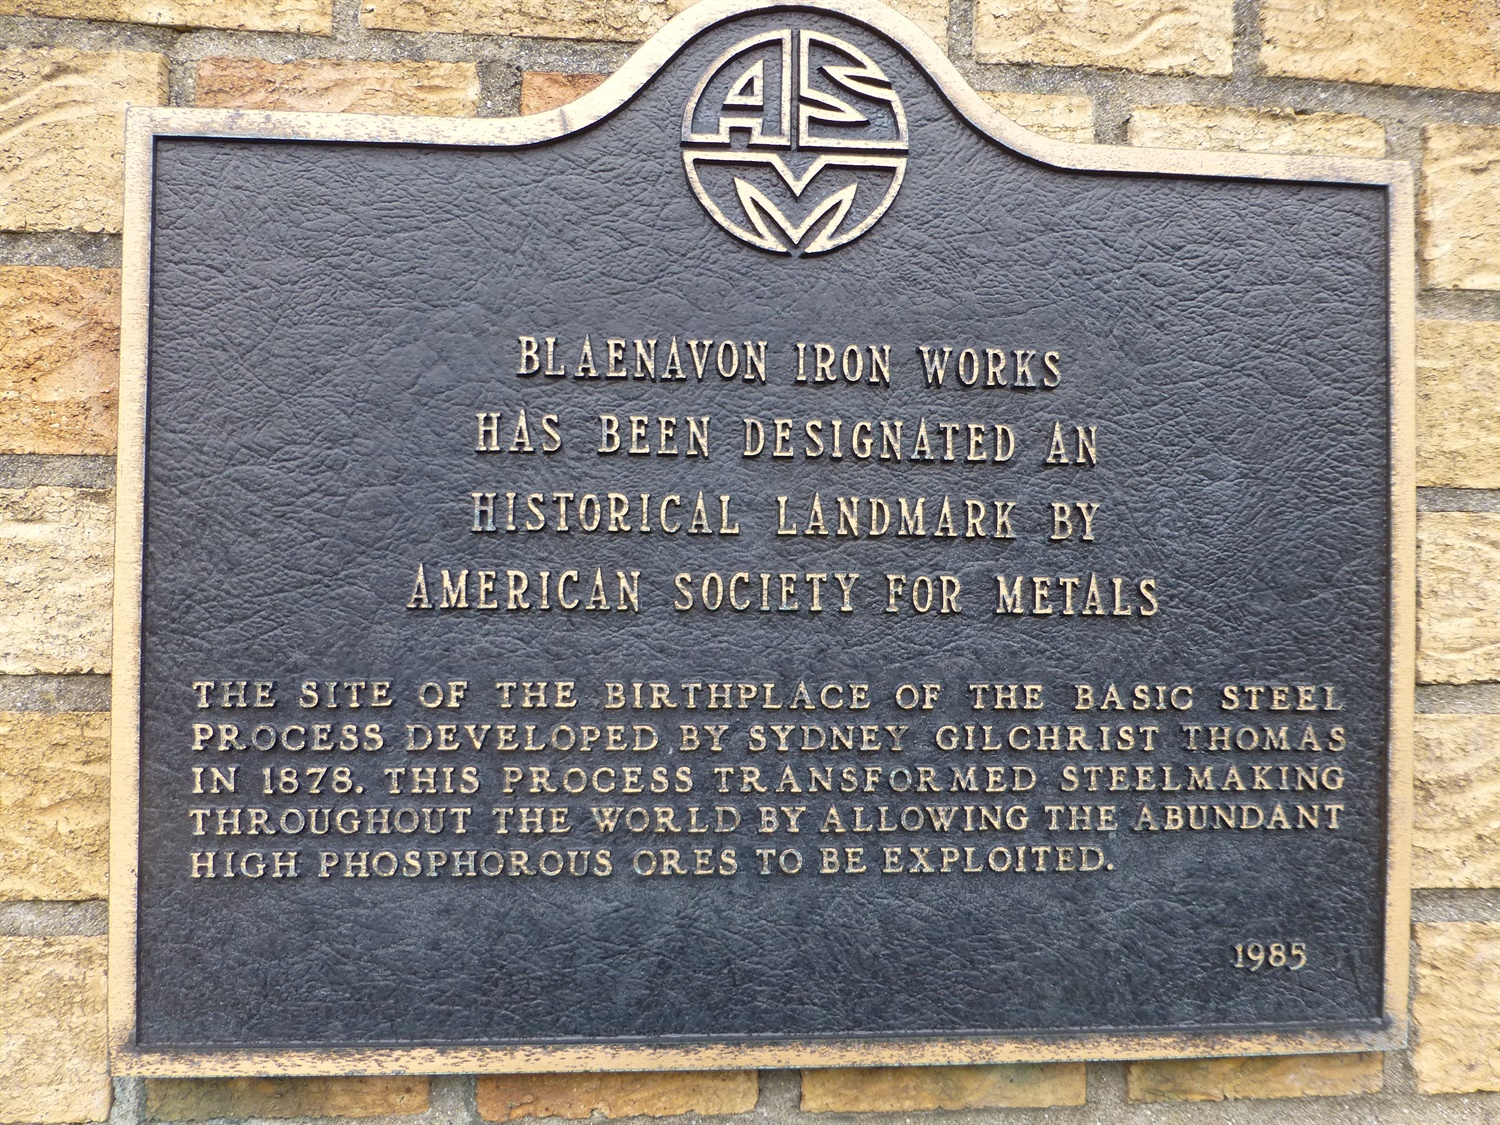 ASM
BLAENAVON IRON WORKS
HAS BEEN DESIGNATED AN
HISTORICAL LANDMARK BY
AMERICAN SOCIETY FOR METALS
THE SITE OF THE BIRTHPLACE OF THE BASIC STEEL
PROCESS DEVELOPED BY SYDNEY GILCHRIST THOMAS
IN 1878. THIS PROCESS TRANSFORMED STEELMAKING
THROUGHOUT THE WORLD BY ALLOWING THE ABUNDANT
HIGH PHOSPHOROUS ORES TO BE EXPLOITED.
1985